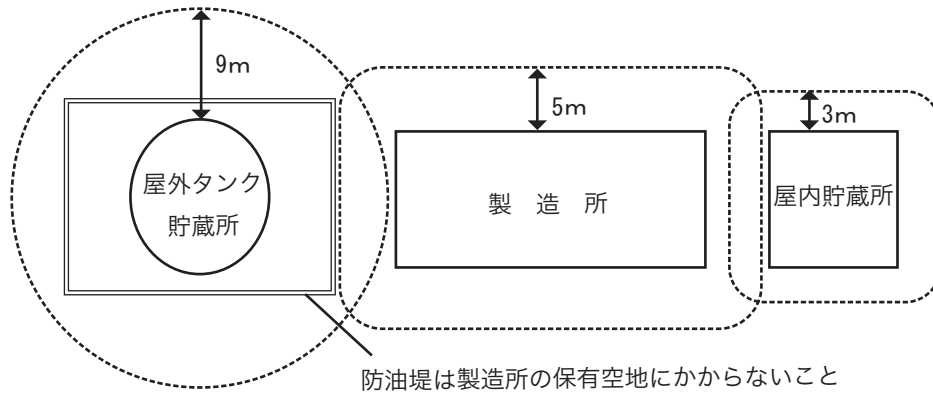 9m
5m
3m
屋外タンク
貯蔵所
製 造 所
屋内貯蔵所
防油堤は製造所の保有空地にかからないこと